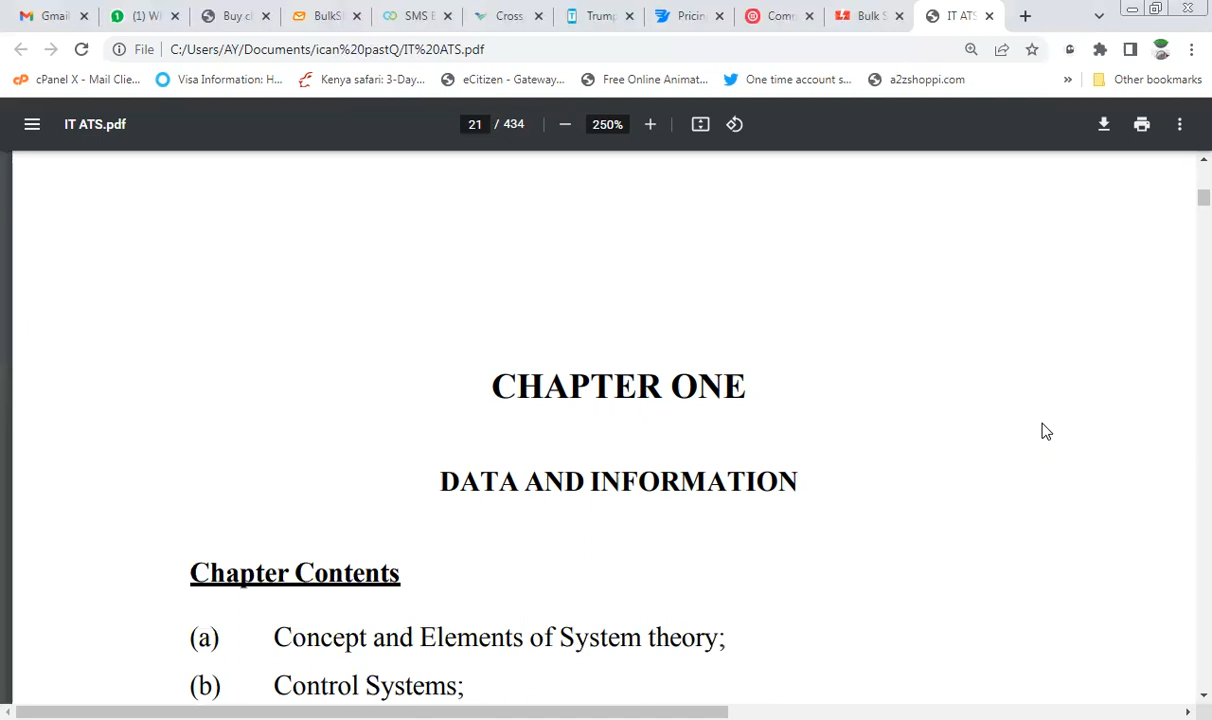 Gmail (1) W Buy c BulkS SMS E Cross Trump Pricin Comm Bulk S IT ATS
File C:/Users/AY/Documents/ican%20pastQ/IT%20ATS.pdf
cPanel X - Mail Clie... Visa Information: H... Kenya safari: 3-Day... eCitizen - Gateway... Free Online Animat... One time account s... a2zshoppi.com » Other bookmarks
IT ATS.pdf 21 / 434 − 250% +
CHAPTER ONE
DATA AND INFORMATION
Chapter Contents
(a) Concept and Elements of System theory;
(b) Control Systems;